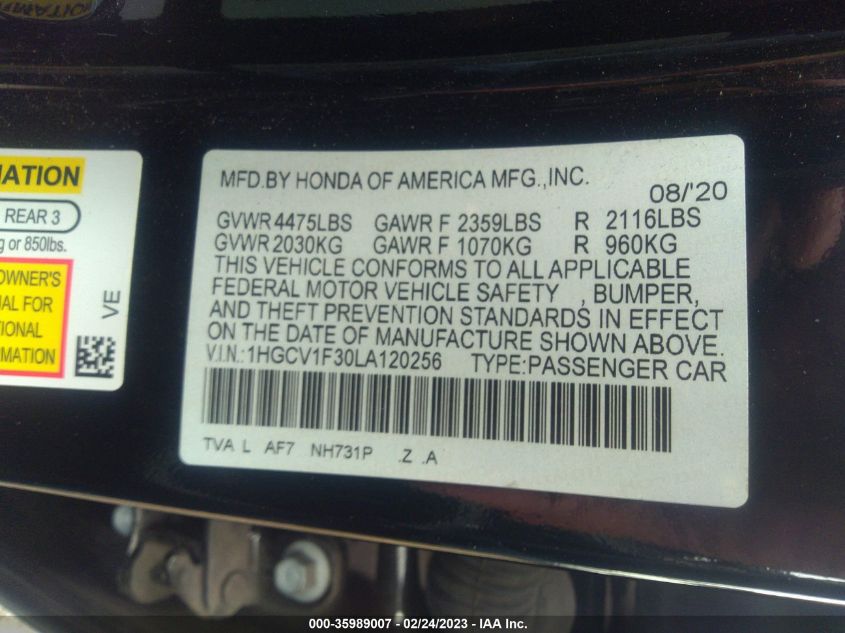 MATION
REAR 3
g or 850lbs.
OWNER'S
AL FOR
TIONAL
RMATION
VE
MFD.BY HONDA OF AMERICA MFG.,INC.
08/'20
GVWR 4475LBS GAWR F 2359LBS R 2116LBS
GVWR 2030KG GAWR F 1070KG R 960KG
THIS VEHICLE CONFORMS TO ALL APPLICABLE
FEDERAL MOTOR VEHICLE SAFETY , BUMPER,
AND THEFT PREVENTION STANDARDS IN EFFECT
ON THE DATE OF MANUFACTURE SHOWN ABOVE.
V.I.N.:1HGCV1F30LA120256 TYPE:PASSENGER CAR
TVA L AF7 NH731P .Z .A
000-35989007 - 02/24/2023 - IAA Inc.